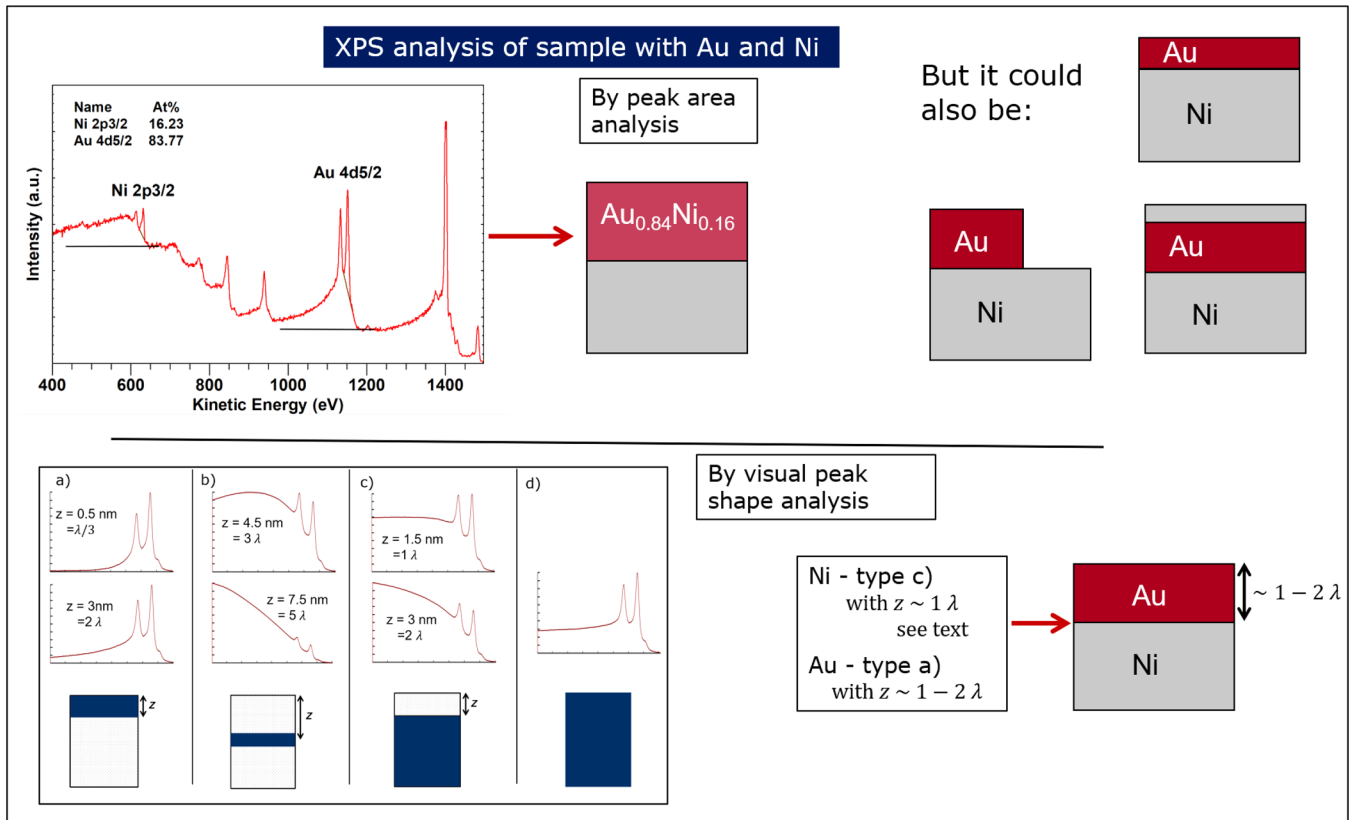 XPS analysis of sample with Au and Ni
Name At%
Ni 2p3/2 16.23
Au 4d5/2 83.77
Ni 2p3/2
Au 4d5/2
Intensity (a.u.)
400 600 800 1000 1200 1400
Kinetic Energy (eV)
By peak area
analysis
Au₀.₈₄Ni₀.₁₆
But it could
also be:
Au
Ni
Au
Ni
Au
Ni
By visual peak
shape analysis
a)
z = 0.5 nm
=λ/3
z = 3nm
=2 λ
z
b)
z = 4.5 nm
= 3 λ
z = 7.5 nm
= 5 λ
z
c)
z = 1.5 nm
=1 λ
z = 3 nm
=2 λ
z
d)
Ni - type c)
with z ~ 1 λ
see text
Au - type a)
with z ~ 1 − 2 λ
Au
Ni
~ 1 − 2 λ